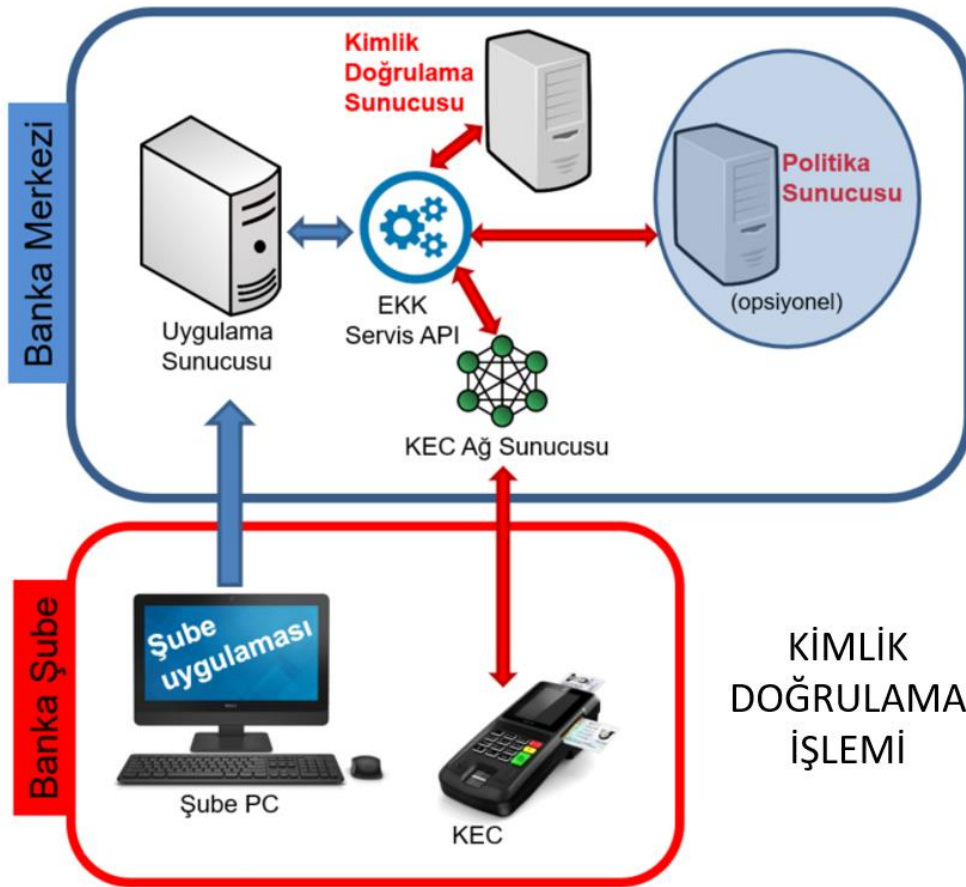 Banka Merkezi
Kimlik
Doğrulama
Sunucusu
Politika
Sunucusu
(opsiyonel)
EKK
Servis API
Uygulama
Sunucusu
KEC Ağ Sunucusu
Banka Şube
Şube
uygulaması
Şube PC
KEC
KİMLİK
DOĞRULAMA
İŞLEMİ